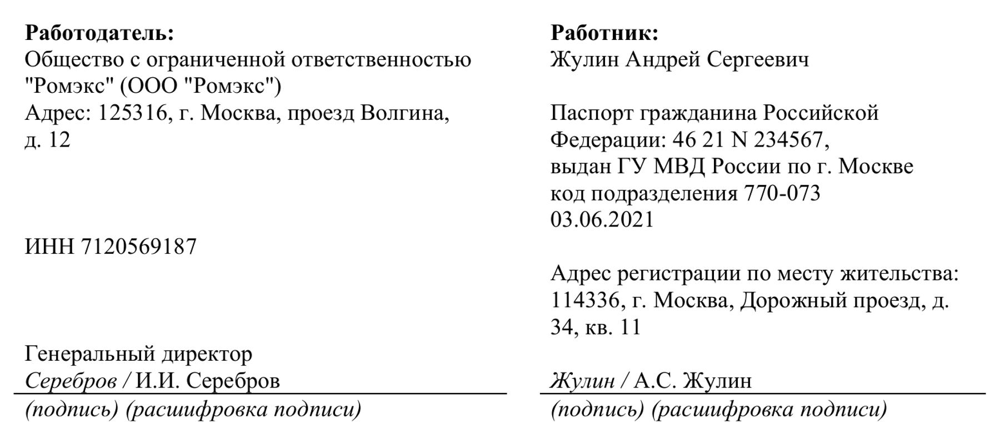 Работодатель:
Общество с ограниченной ответственностью
"Ромэкс" (ООО "Ромэкс")
Адрес: 125316, г. Москва, проезд Волгина,
д. 12
ИНН 7120569187
Генеральный директор
Серебров / И.И. Серебров
(подпись) (расшифровка подписи)
Работник:
Жулин Андрей Сергеевич
Паспорт гражданина Российской
Федерации: 46 21 N 234567,
выдан ГУ МВД России по г. Москве
код подразделения 770-073
03.06.2021
Адрес регистрации по месту жительства:
114336, г. Москва, Дорожный проезд, д.
34, кв. 11
Жулин / А.С. Жулин
(подпись) (расшифровка подписи)